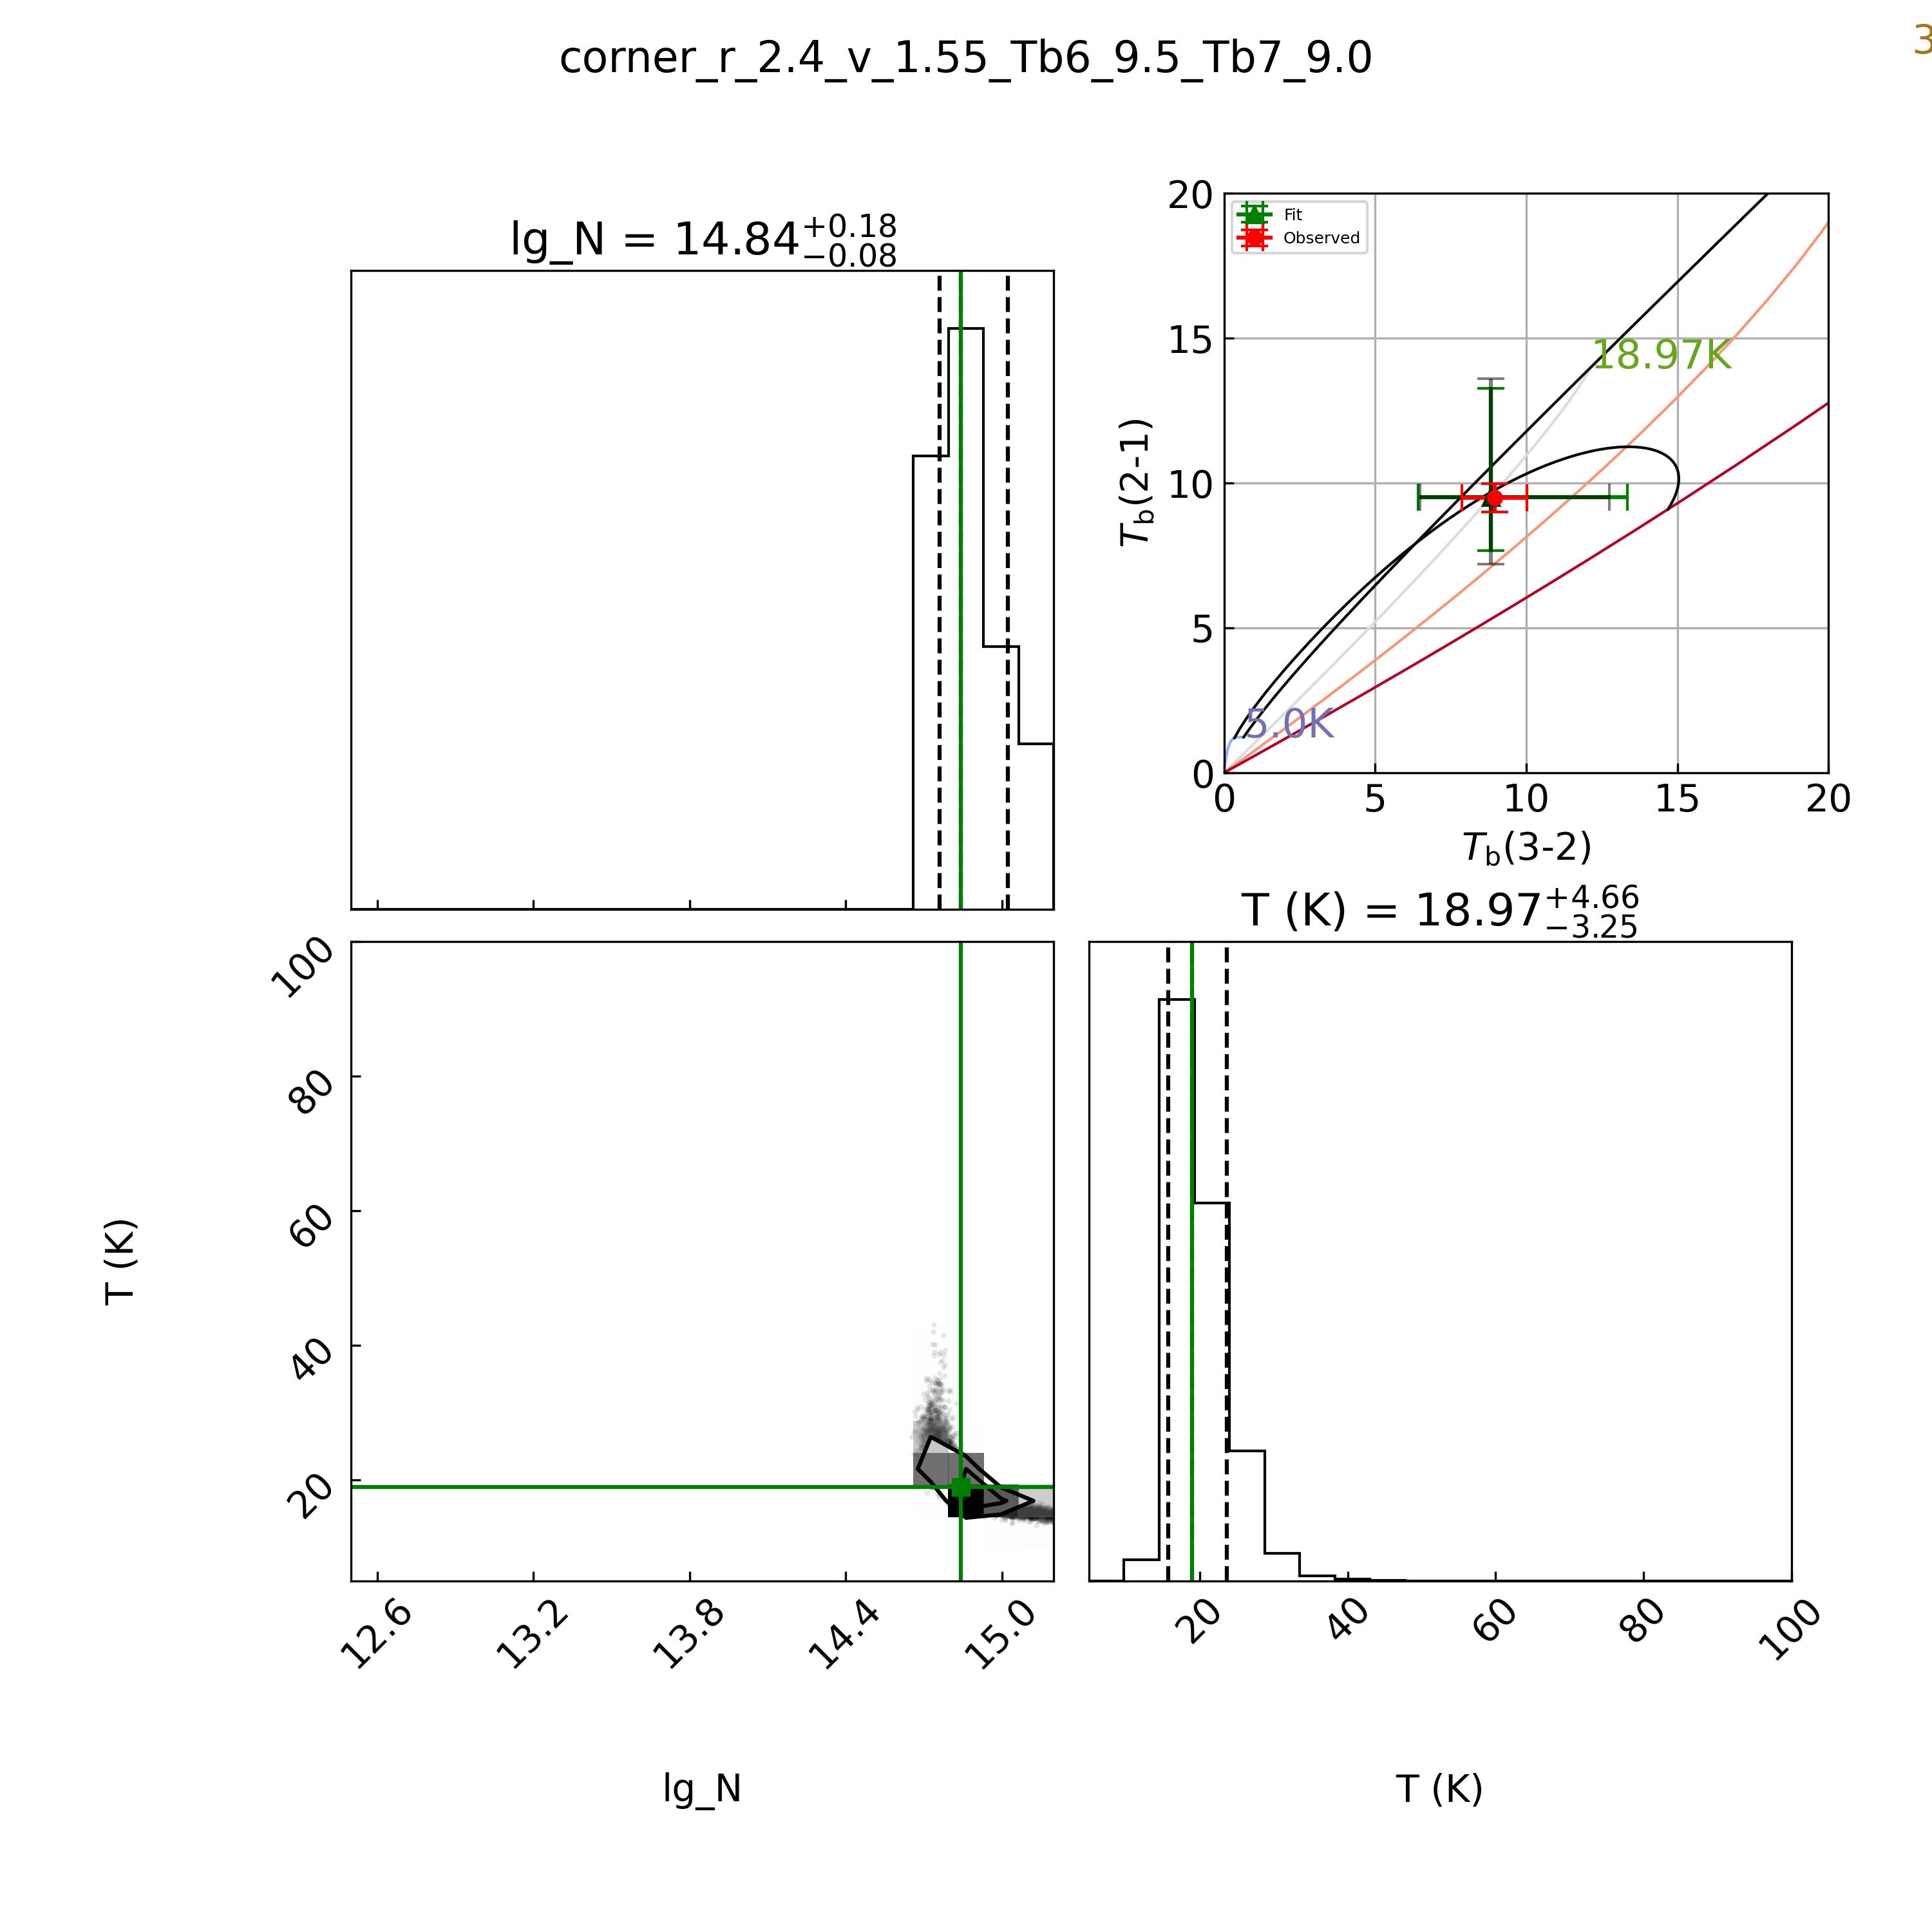 corner_r_2.4_v_1.55_Tb6_9.5_Tb7_9.0
3
lg_N = 14.84+0.18−0.08
20
15
10
5
0
Tb(2-1)
Fit
Observed
18.97K
5.0K
0 5 10 15 20
Tb(3-2)
T (K) = 18.97+4.66−3.25
100
80
60
40
20
T (K)
12.6 13.2 13.8 14.4 15.0
lg_N
20 40 60 80 100
T (K)